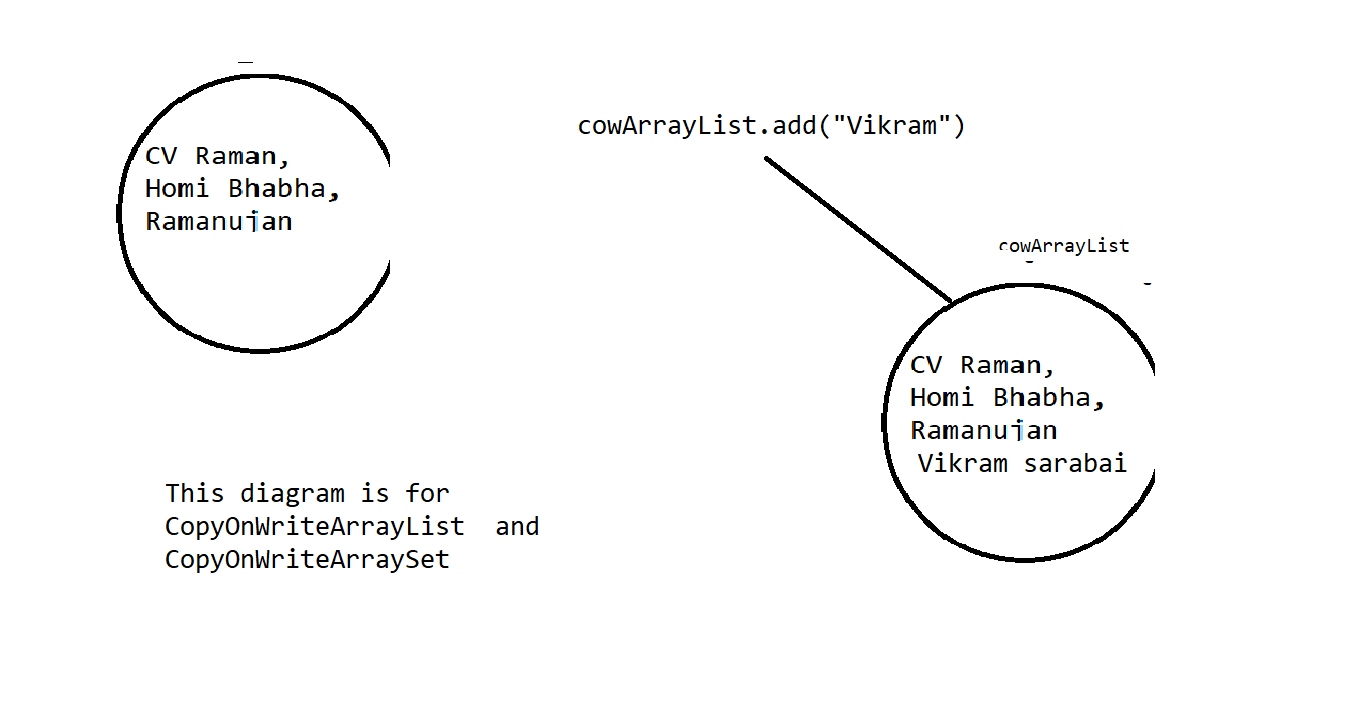 CV Raman,
Homi Bhabha,
Ramanujan
cowArrayList.add("Vikram")
cowArrayList
CV Raman,
Homi Bhabha,
Ramanujan
Vikram sarabai
This diagram is for
CopyOnWriteArrayList and
CopyOnWriteArraySet